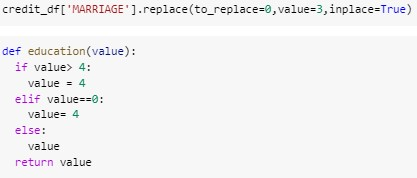 credit_df['MARRIAGE'].replace(to_replace=0,value=3,inplace=True)
def education(value):
  if value> 4:
    value = 4
  elif value==0:
    value= 4
  else:
    value
  return value